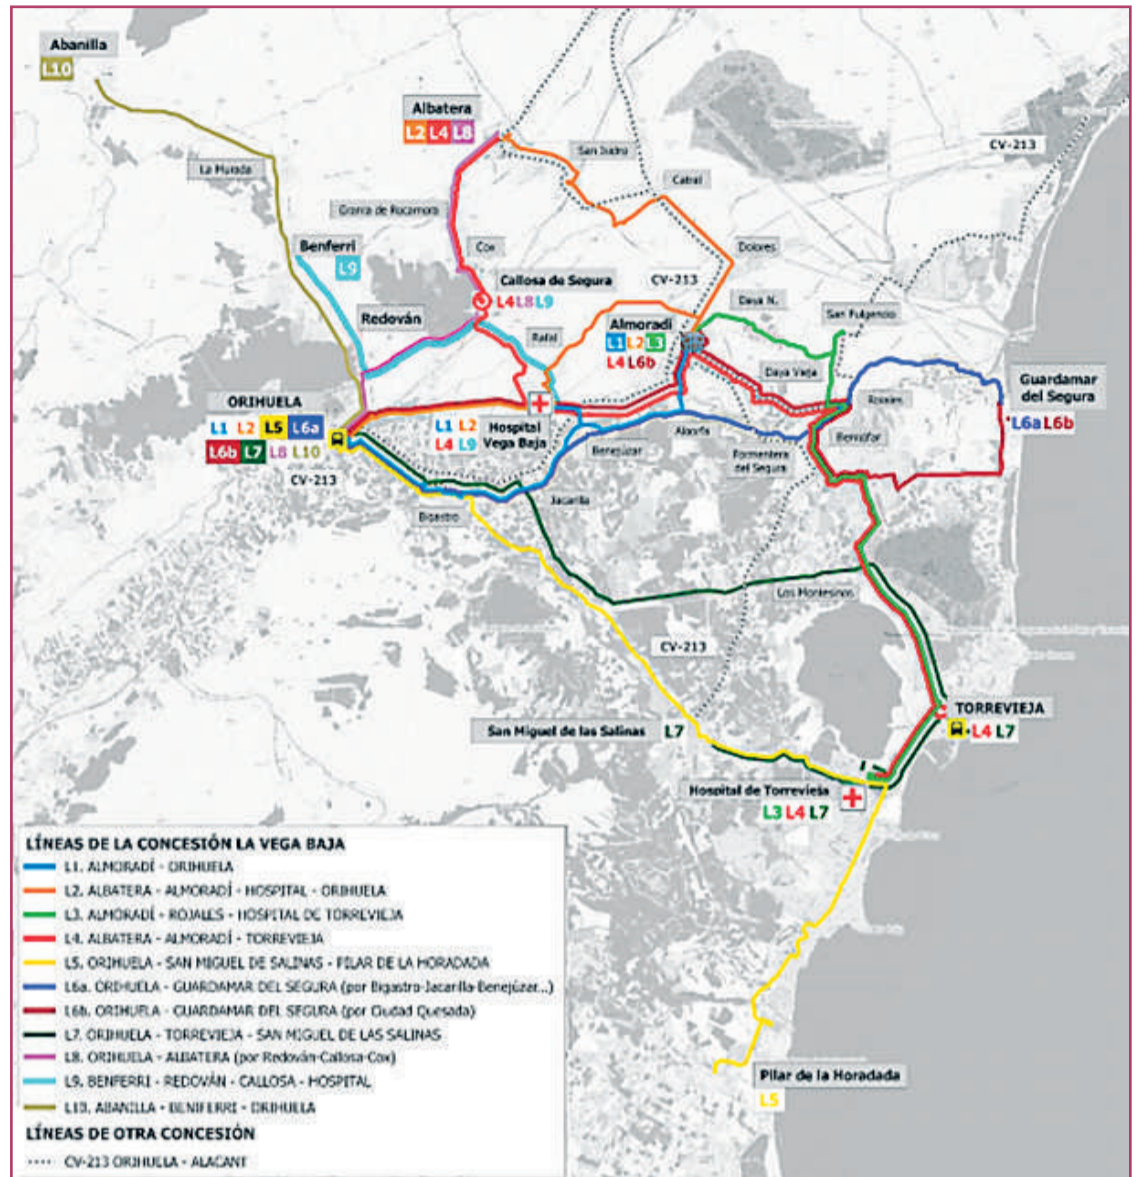 Abanilla
L10
Albatera
L2 L4 L8
CV-213
San Isidro
La Murada
Catral
Granja de Rocamora
Benferri
L9
Cox
Dolores
Callosa de Segura
L4 L8 L9
CV-213
Daya N.
San Fulgencio
Redován
Rafal
Almoradí
L1 L2 L3
L4 L6b
Daya Vieja
Guardamar
del Segura
L6a L6b
ORIHUELA
L1 L2 L5 L6a
L6b L7 L8 L10
CV-213
Hospital
Vega Baja
L1 L2
L4 L9
Rojales
Benejúzar
Algorfa
Benijófar
Formentera
del Segura
Jacarilla
Bigastro
Los Montesinos
CV-213
San Miguel de las Salinas L7
TORREVIEJA
L4 L7
Hospital de Torrevieja
L3 L4 L7
Pilar de la Horadada
L5
LÍNEAS DE LA CONCESIÓN LA VEGA BAJA
L1. ALMORADÍ - ORIHUELA
L2. ALBATERA - ALMORADÍ - HOSPITAL - ORIHUELA
L3. ALMORADÍ - ROJALES - HOSPITAL DE TORREVIEJA
L4. ALBATERA - ALMORADÍ - TORREVIEJA
L5. ORIHUELA - SAN MIGUEL DE SALINAS - PILAR DE LA HORADADA
L6a. ORIHUELA - GUARDAMAR DEL SEGURA (por Bigastro-Jacarilla-Benejúzar...)
L6b. ORIHUELA - GUARDAMAR DEL SEGURA (por Ciudad Quesada)
L7. ORIHUELA - TORREVIEJA - SAN MIGUEL DE LAS SALINAS
L8. ORIHUELA - ALBATERA (por Redován-Callosa-Cox)
L9. BENFERRI - REDOVÁN - CALLOSA - HOSPITAL
L10. ABANILLA - BENIFERRI - ORIHUELA
LÍNEAS DE OTRA CONCESIÓN
CV-213 ORIHUELA - ALACANT